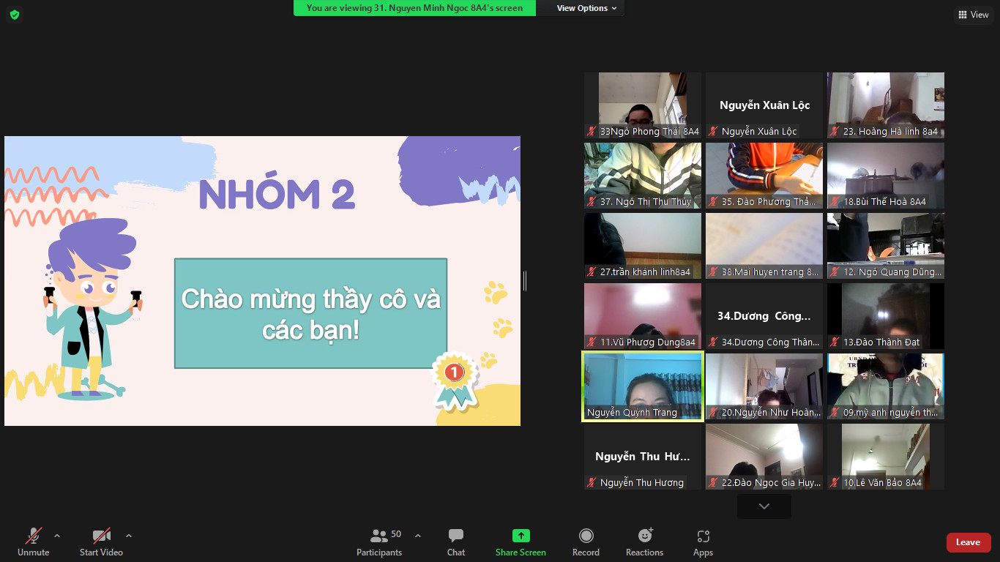 You are viewing 31. Nguyen Minh Ngoc 8A4's screen
View Options
View
NHÓM 2
Chào mừng thầy cô và
các bạn!
1
33Ngô Phong Thái 8A4
Nguyễn Xuân Lộc
Nguyễn Xuân Lộc
23. Hoàng Hà linh 8a4
37. Ngô Thị Thu Thủy
35. Đào Phương Thả...
18.Bùi Thế Hoà 8A4
27.trần khánh linh8a4
38.Mai huyen trang 8...
12. Ngô Quang Dũng...
11.Vũ Phươg Dung8a4
34.Dương Công...
34.Dương Công Thàn...
13.Đào Thành Đạt
Nguyễn Quỳnh Trang
20.Nguyễn Như Hoàn...
09.mỹ anh nguyễn th...
Nguyễn Thu Hư...
Nguyễn Thu Hương
22.Đào Ngọc Gia Huy...
10.Lê Văn Bảo 8A4
Unmute
Start Video
Participants
50
Chat
Share Screen
Record
Reactions
Apps
Leave